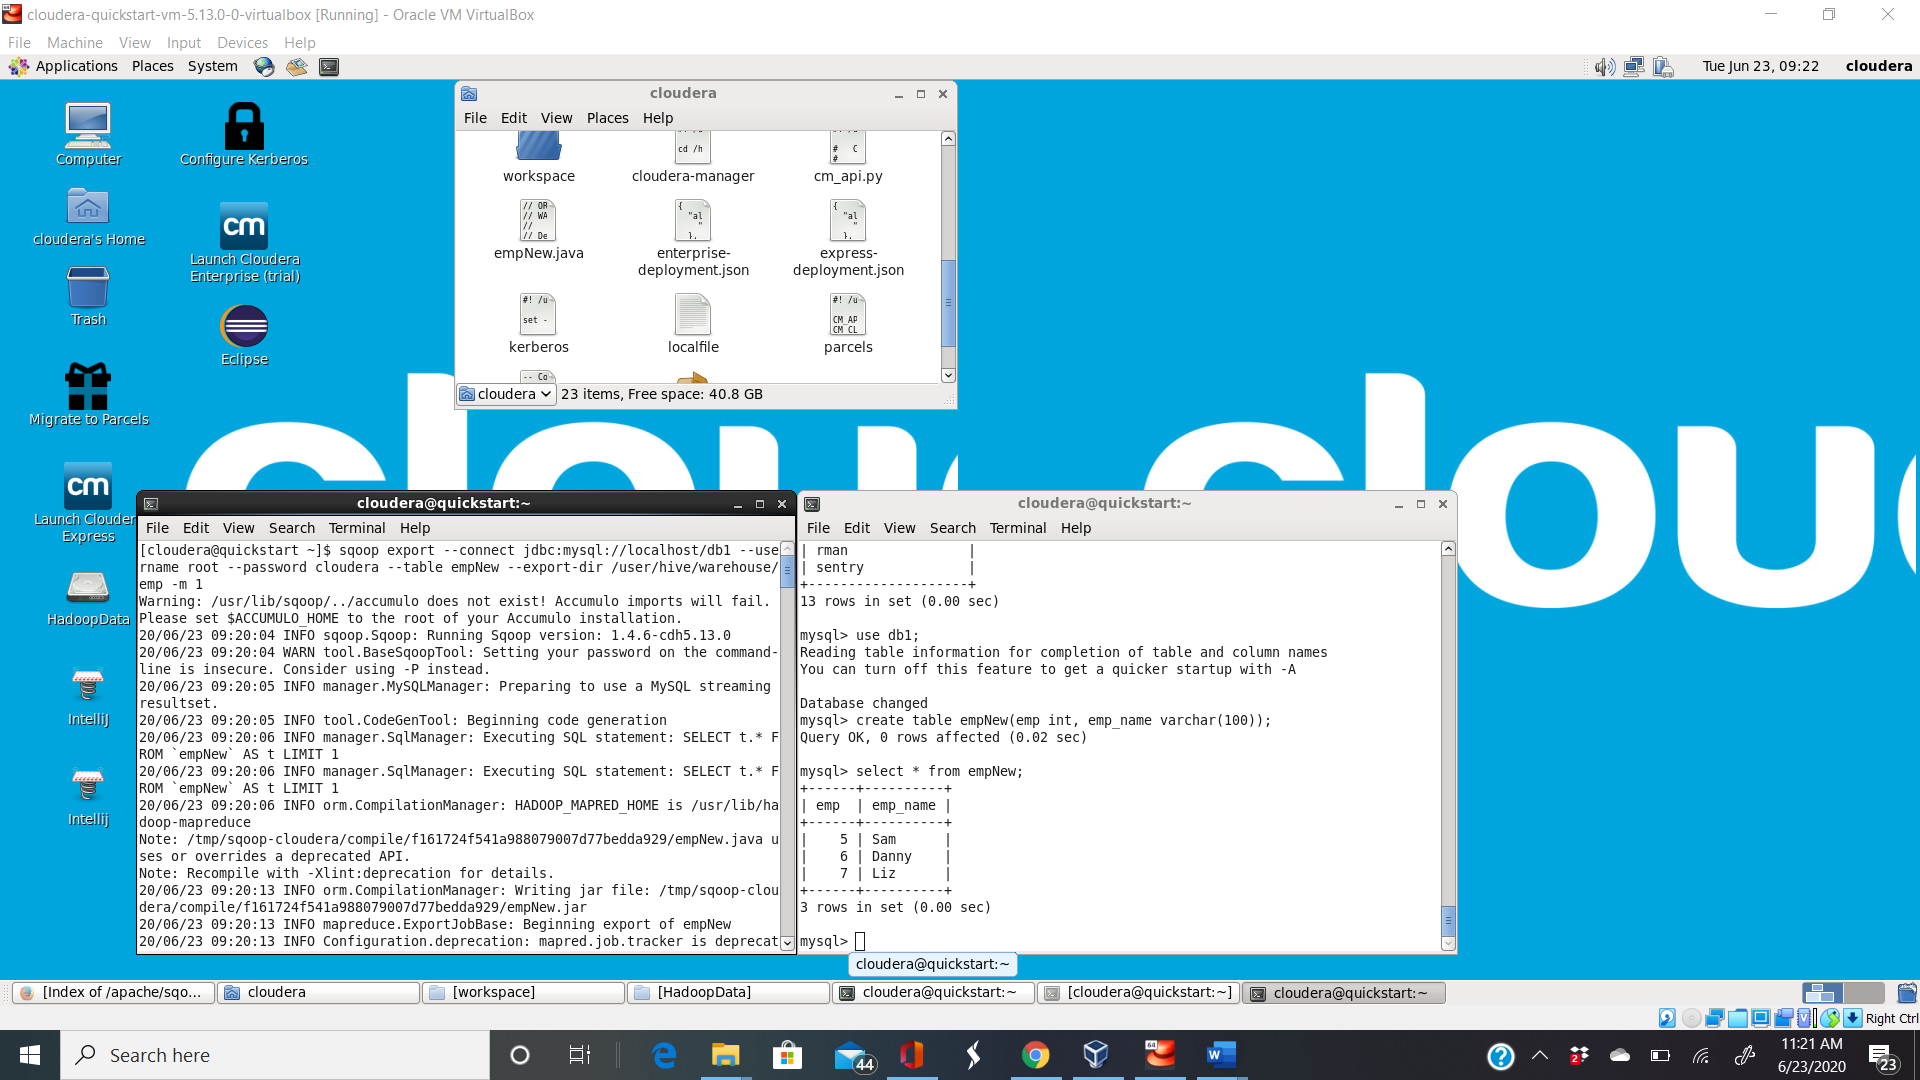 cloudera-quickstart-vm-5.13.0-0-virtualbox [Running] - Oracle VM VirtualBox
File Machine View Input Devices Help
Applications Places System
Tue Jun 23, 09:22 cloudera
Computer
Configure Kerberos
cloudera's Home
cm
Launch Cloudera
Enterprise (trial)
Trash
Eclipse
Migrate to Parcels
cm
Launch Clouder
Express
HadoopData
IntelliJ
Intellij
cloudera
File Edit View Places Help
cd /h
# C
#
workspace
cloudera-manager
cm_api.py
// OR
// WA
//
// De
{
"al
"
},
{
"al
"
},
empNew.java
enterprise-
deployment.json
express-
deployment.json
#! /u
set -
#! /u
CM_AP
CM_CL
kerberos
localfile
parcels
-- Co
cloudera 23 items, Free space: 40.8 GB
clou
clou
cloudera@quickstart:~
File Edit View Search Terminal Help
[cloudera@quickstart ~]$ sqoop export --connect jdbc:mysql://localhost/db1 --use
rname root --password cloudera --table empNew --export-dir /user/hive/warehouse/
emp -m 1
Warning: /usr/lib/sqoop/../accumulo does not exist! Accumulo imports will fail.
Please set $ACCUMULO_HOME to the root of your Accumulo installation.
20/06/23 09:20:04 INFO sqoop.Sqoop: Running Sqoop version: 1.4.6-cdh5.13.0
20/06/23 09:20:04 WARN tool.BaseSqoopTool: Setting your password on the command-
line is insecure. Consider using -P instead.
20/06/23 09:20:05 INFO manager.MySQLManager: Preparing to use a MySQL streaming
resultset.
20/06/23 09:20:05 INFO tool.CodeGenTool: Beginning code generation
20/06/23 09:20:06 INFO manager.SqlManager: Executing SQL statement: SELECT t.* F
ROM `empNew` AS t LIMIT 1
20/06/23 09:20:06 INFO manager.SqlManager: Executing SQL statement: SELECT t.* F
ROM `empNew` AS t LIMIT 1
20/06/23 09:20:06 INFO orm.CompilationManager: HADOOP_MAPRED_HOME is /usr/lib/ha
doop-mapreduce
Note: /tmp/sqoop-cloudera/compile/f161724f541a988079007d77bedda929/empNew.java u
ses or overrides a deprecated API.
Note: Recompile with -Xlint:deprecation for details.
20/06/23 09:20:13 INFO orm.CompilationManager: Writing jar file: /tmp/sqoop-clou
dera/compile/f161724f541a988079007d77bedda929/empNew.jar
20/06/23 09:20:13 INFO mapreduce.ExportJobBase: Beginning export of empNew
20/06/23 09:20:13 INFO Configuration.deprecation: mapred.job.tracker is deprecat
cloudera@quickstart:~
File Edit View Search Terminal Help
| rman               |
| sentry             |
+--------------------+
13 rows in set (0.00 sec)
mysql> use db1;
Reading table information for completion of table and column names
You can turn off this feature to get a quicker startup with -A
Database changed
mysql> create table empNew(emp int, emp_name varchar(100));
Query OK, 0 rows affected (0.02 sec)
mysql> select * from empNew;
+------+----------+
| emp  | emp_name |
+------+----------+
|    5 | Sam      |
|    6 | Danny    |
|    7 | Liz      |
+------+----------+
3 rows in set (0.00 sec)
mysql>
cloudera@quickstart:~
[Index of /apache/sqo... cloudera [workspace] [HadoopData] cloudera@quickstart:~ [cloudera@quickstart:~] cloudera@quickstart:~
Right Ctrl
Search here
44
64
2
11:21 AM
6/23/2020
23